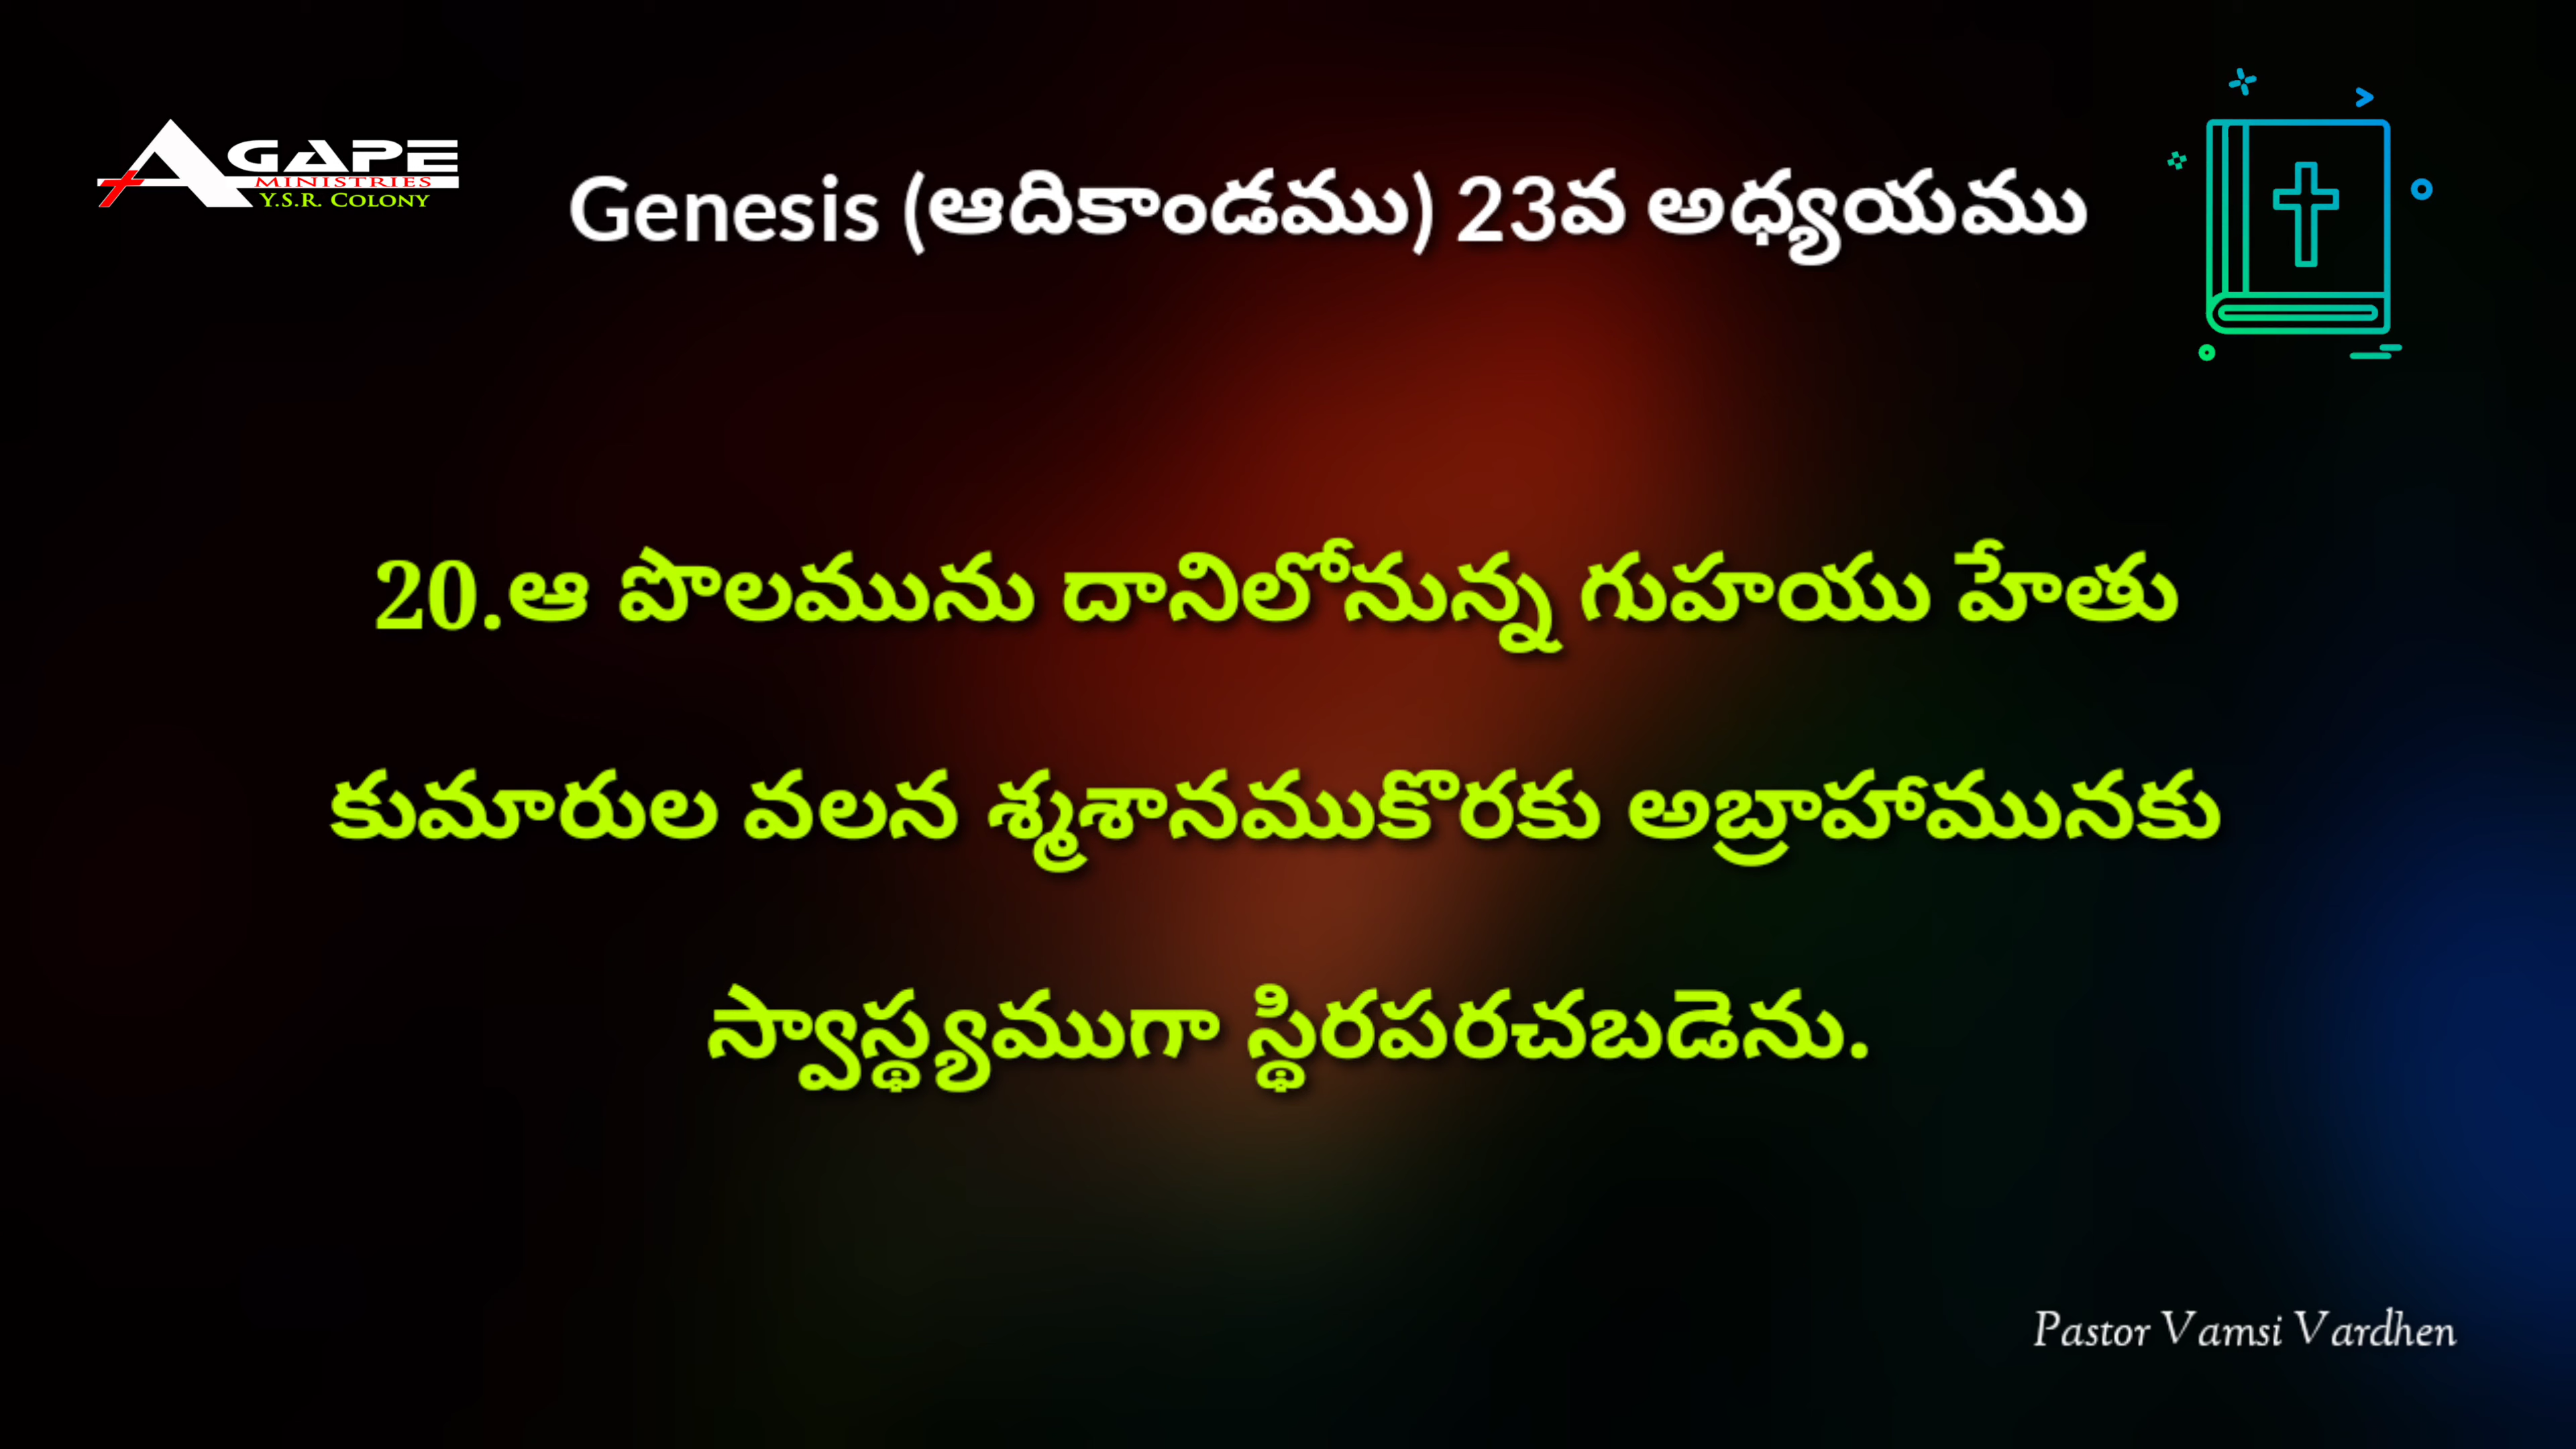 AGAPE
MINISTRIES
Y.S.R. COLONY
Genesis (ఆదికాండము) 23వ అధ్యయము
20.ఆ పొలమును దానిలోనున్న గుహయు హేతు
కుమారుల వలన శ్మశానముకొరకు అబ్రాహామునకు
స్వాస్థ్యముగా స్థిరపరచబడెను.
Pastor Vamsi Vardhen